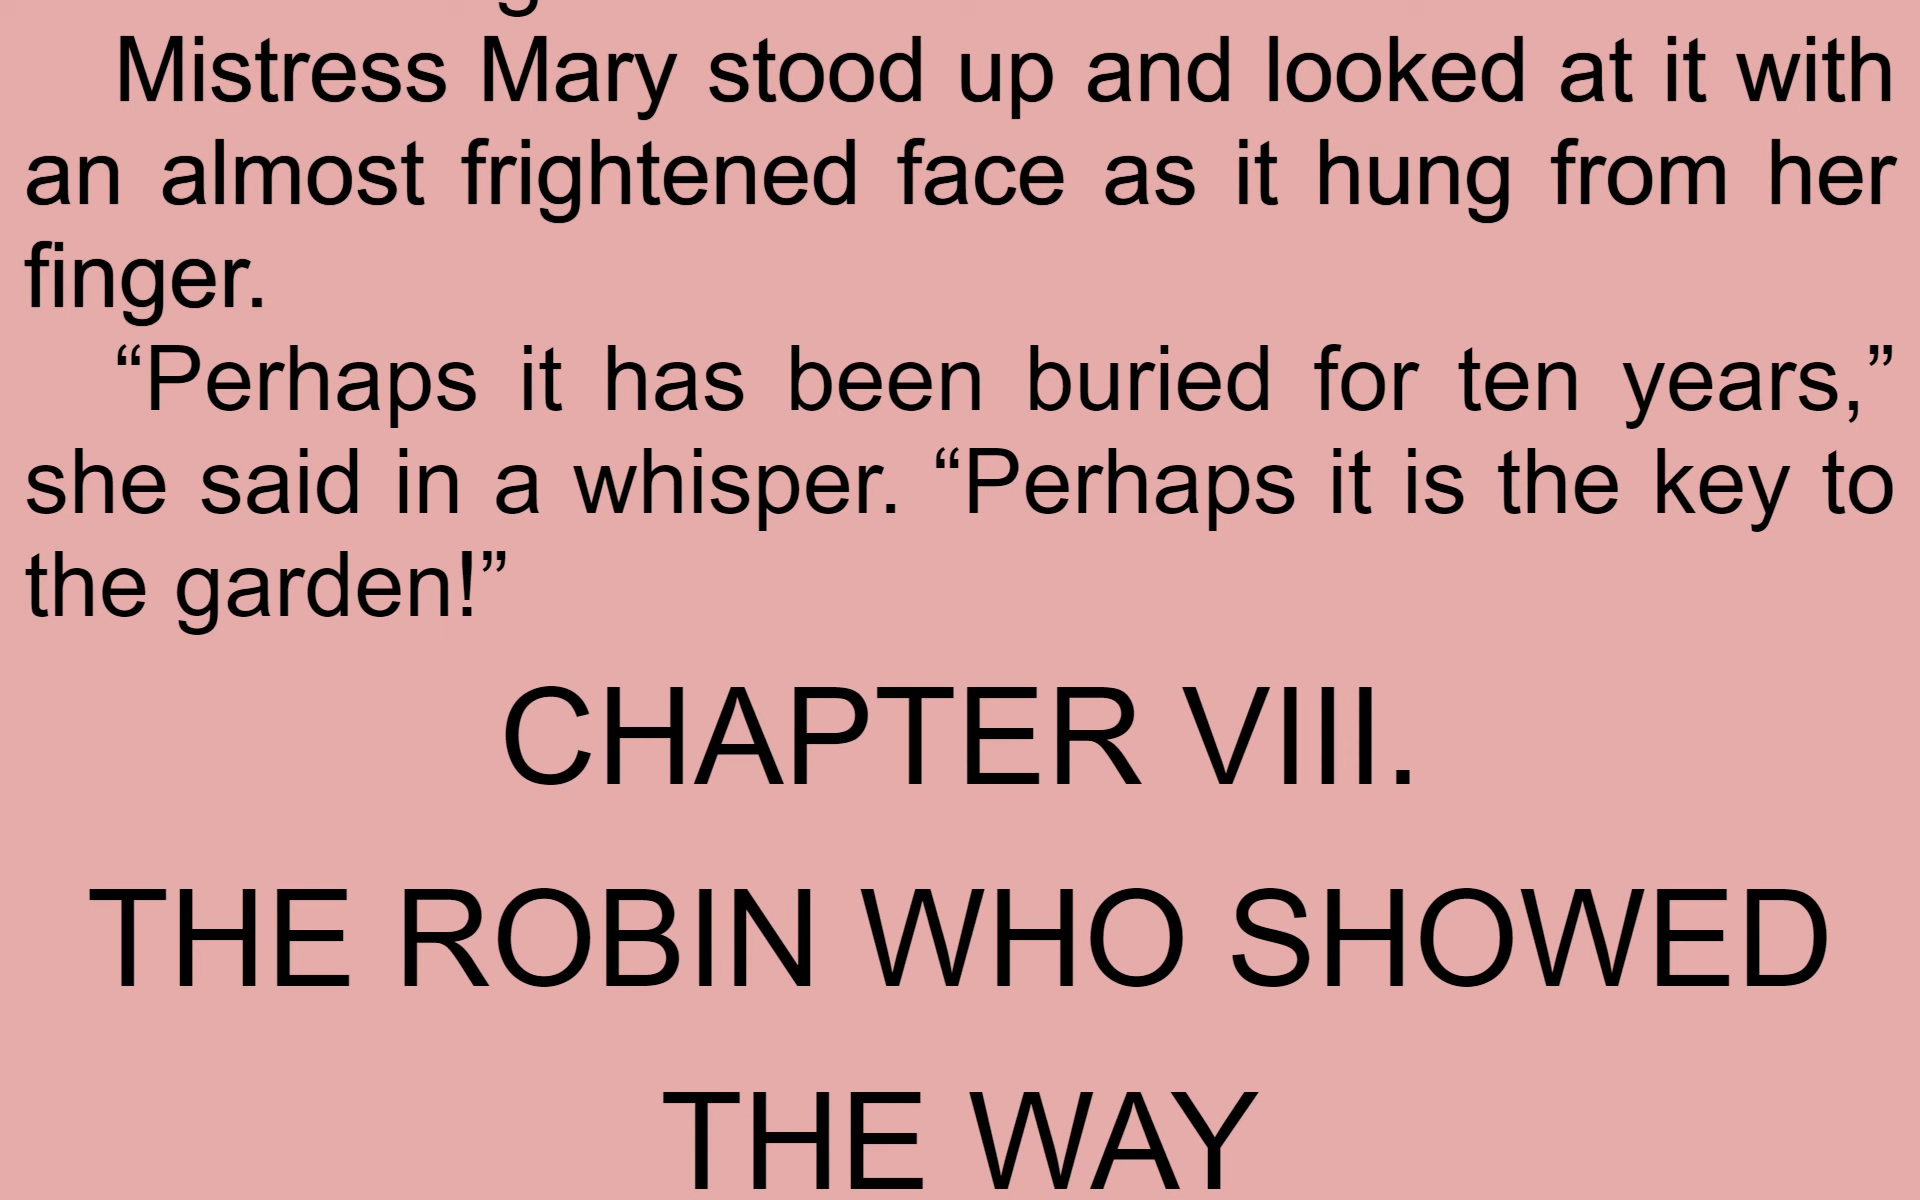 Mistress Mary stood up and looked at it with
an almost frightened face as it hung from her
finger.
“Perhaps it has been buried for ten years,”
she said in a whisper. “Perhaps it is the key to
the garden!”
CHAPTER VIII.
THE ROBIN WHO SHOWED
THE WAY